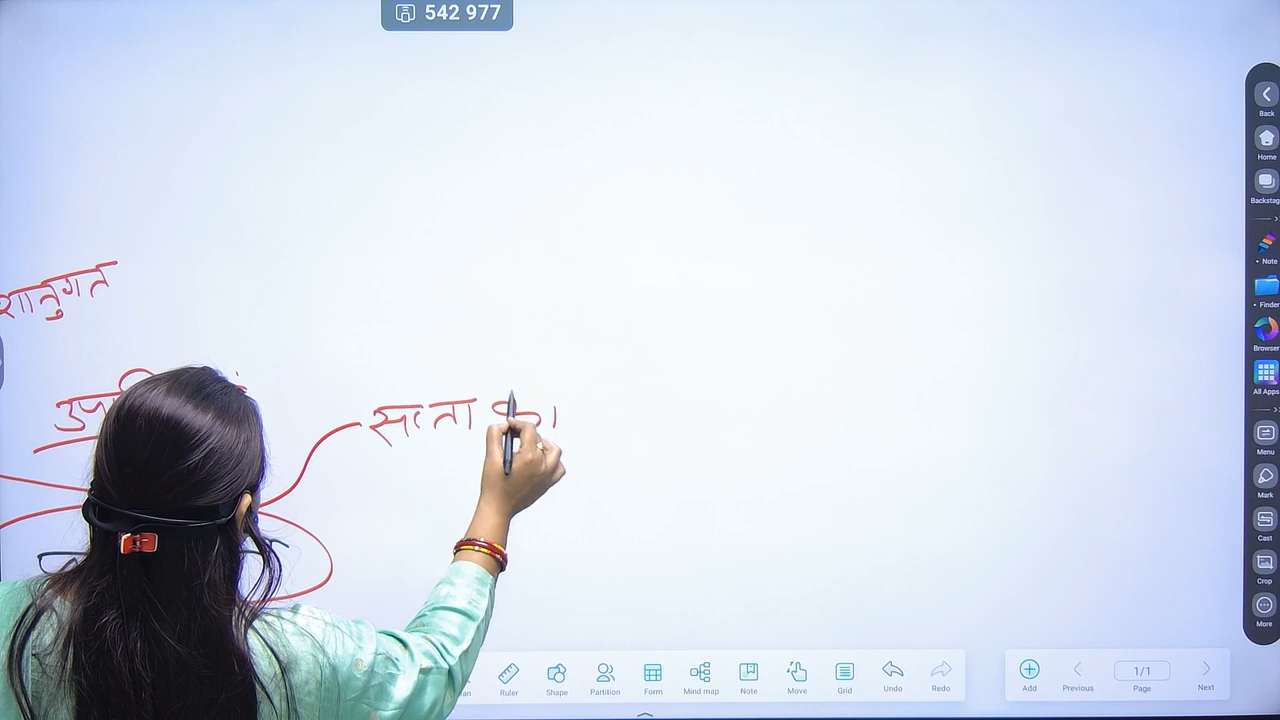 542 977
शानुगत
सत्ता का
Back
Home
Backstag
Note
Finder
Browser
All Apps
Menu
Mark
Cast
Crop
More
Ruler Shape Partition Form Mind map Note Move Grid Undo Redo
Add Previous 1/1 Page Next